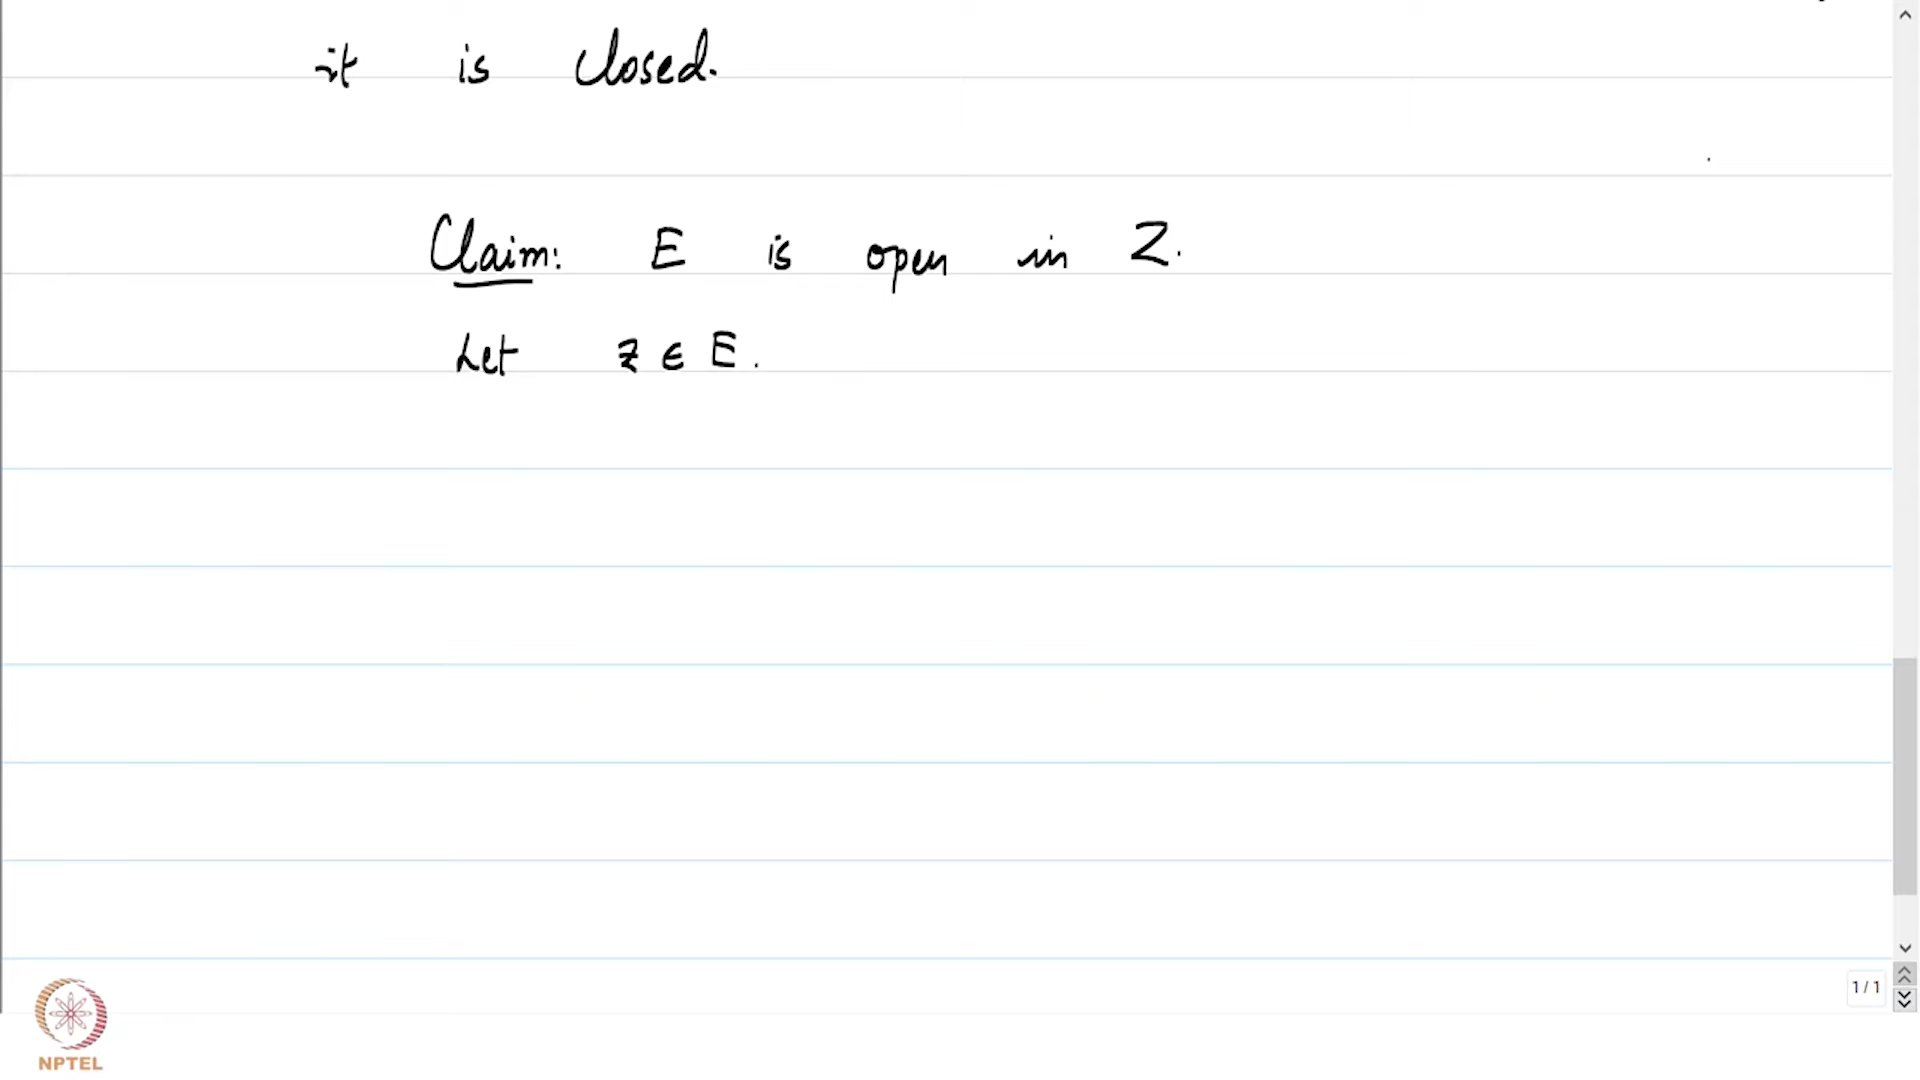 it is closed.
Claim: E is open in Z.
Let z ∈ E.
1 / 1
NPTEL